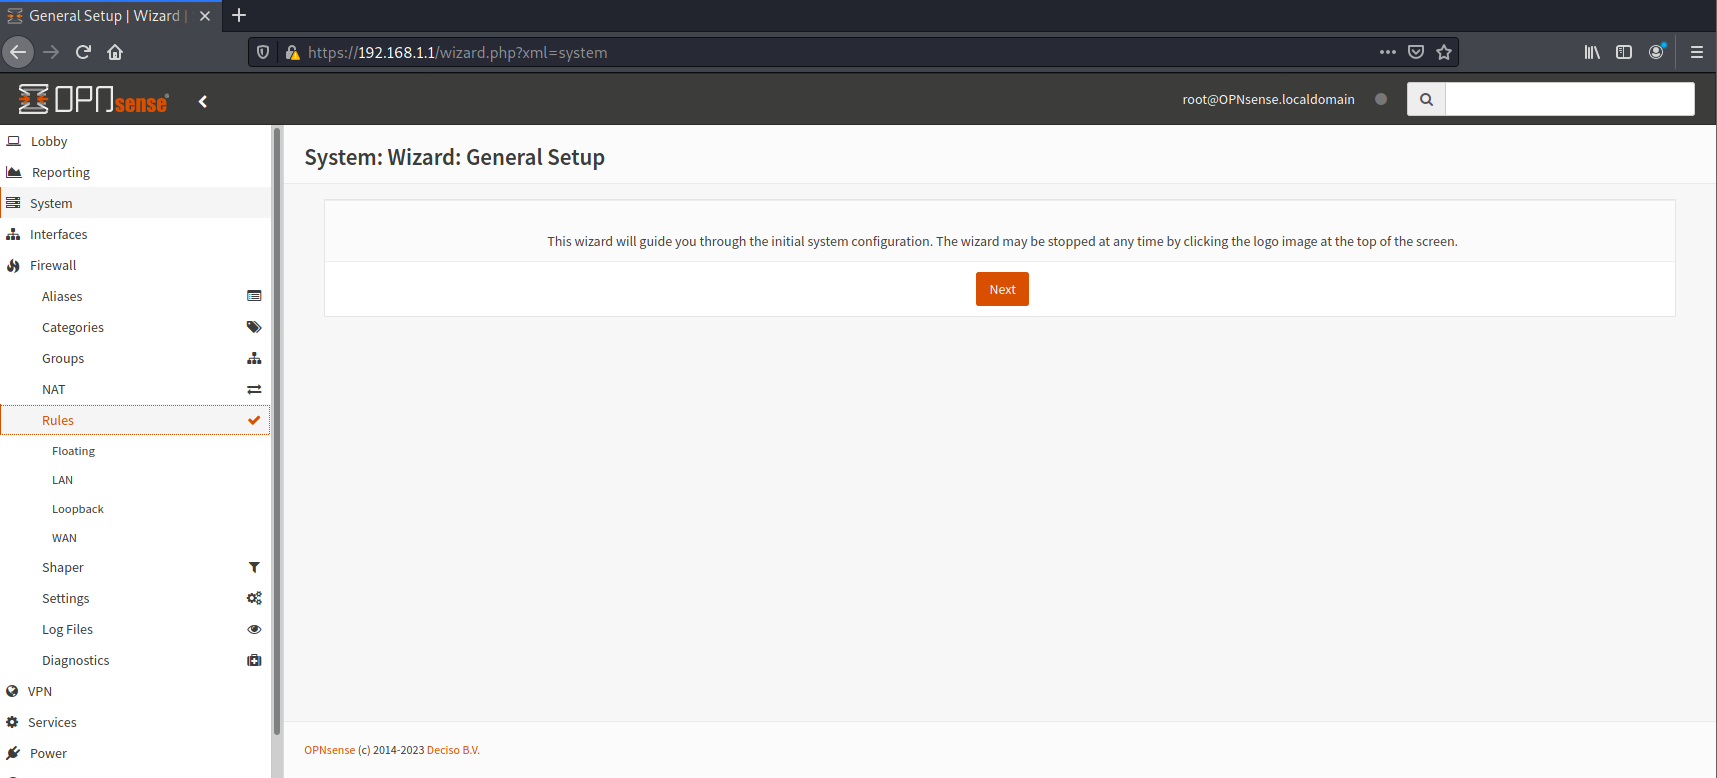 General Setup | Wizard |
https://192.168.1.1/wizard.php?xml=system
OPNsense
root@OPNsense.localdomain
Lobby
Reporting
System
Interfaces
Firewall
Aliases
Categories
Groups
NAT
Rules
Floating
LAN
Loopback
WAN
Shaper
Settings
Log Files
Diagnostics
VPN
Services
Power
System: Wizard: General Setup
This wizard will guide you through the initial system configuration. The wizard may be stopped at any time by clicking the logo image at the top of the screen.
Next
OPNsense (c) 2014-2023 Deciso B.V.